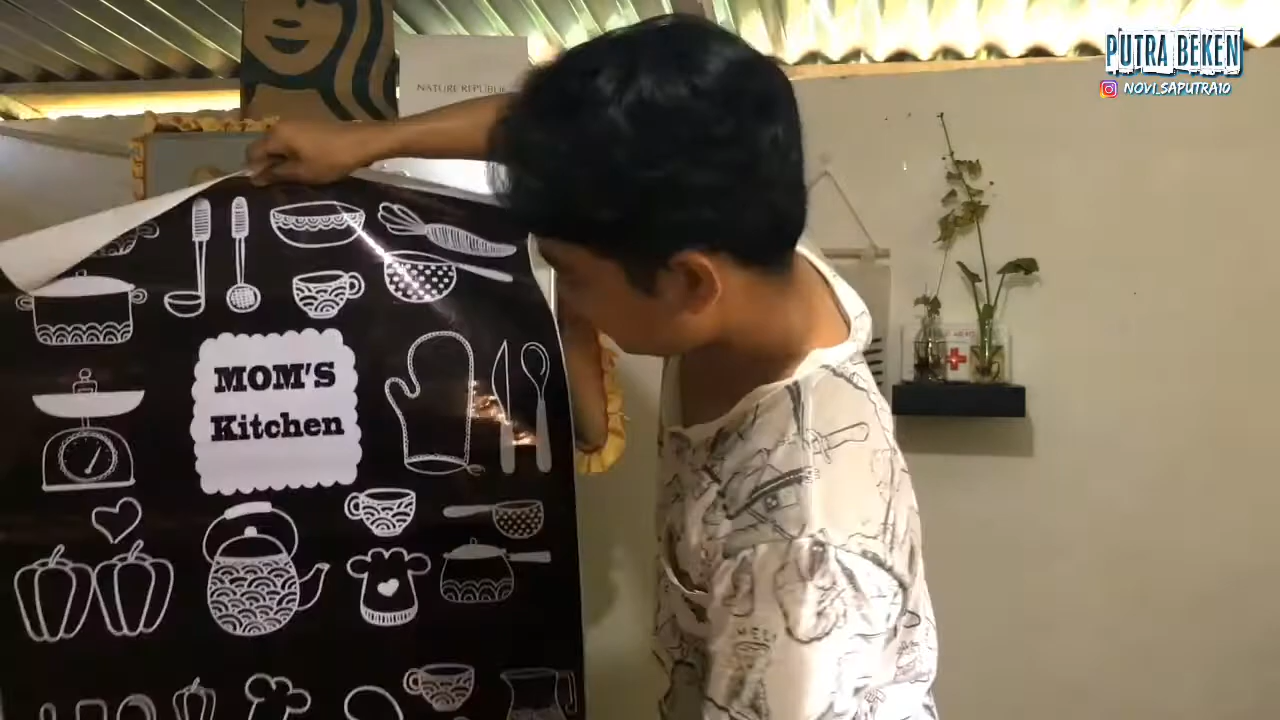 PUTRA BEKEN
NOVI_SAPUTRA10
NATURE REPUBLIC
MOM'S
Kitchen